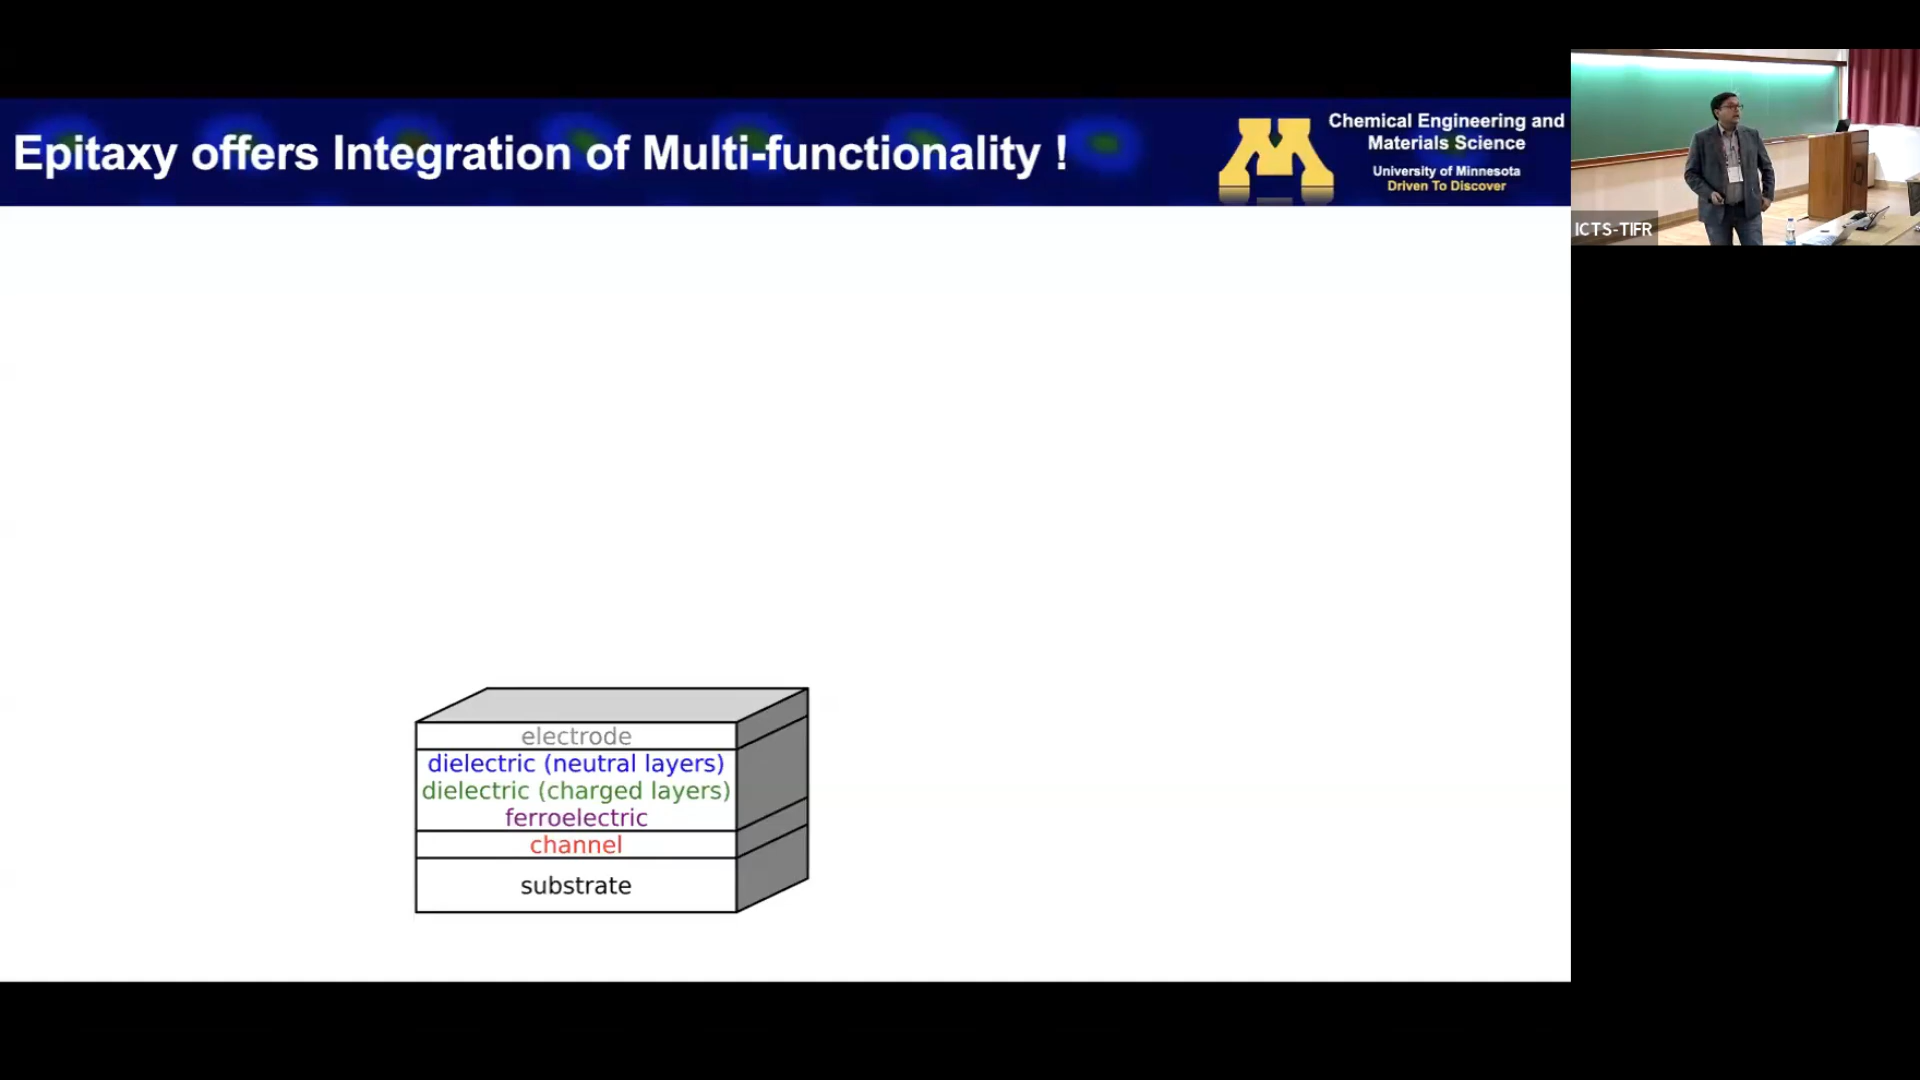 Epitaxy offers Integration of Multi-functionality !
Chemical Engineering and
Materials Science
University of Minnesota
Driven To Discover
ICTS-TIFR
electrode
dielectric (neutral layers)
dielectric (charged layers)
ferroelectric
channel
substrate